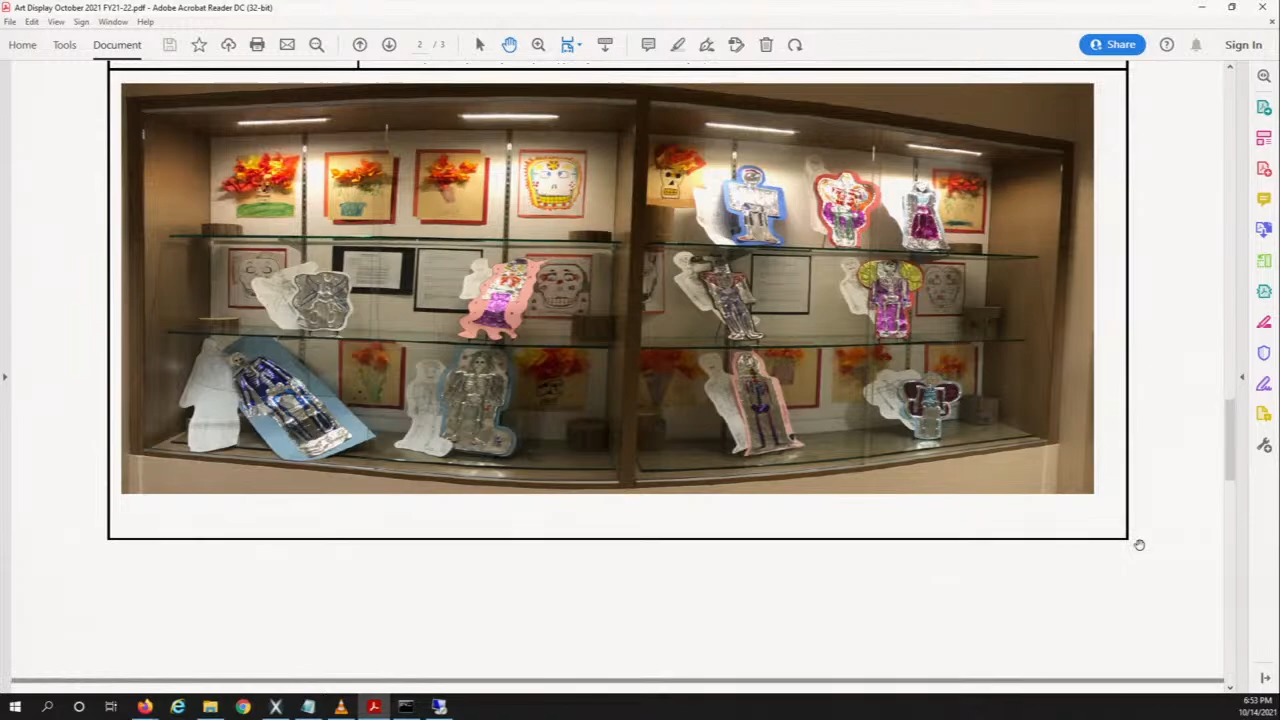 Art Display October 2021 FY21-22.pdf - Adobe Acrobat Reader DC (32-bit)
File Edit View Sign Window Help
Home Tools Document 2 / 3 Share Sign In
6:53 PM
10/14/2021